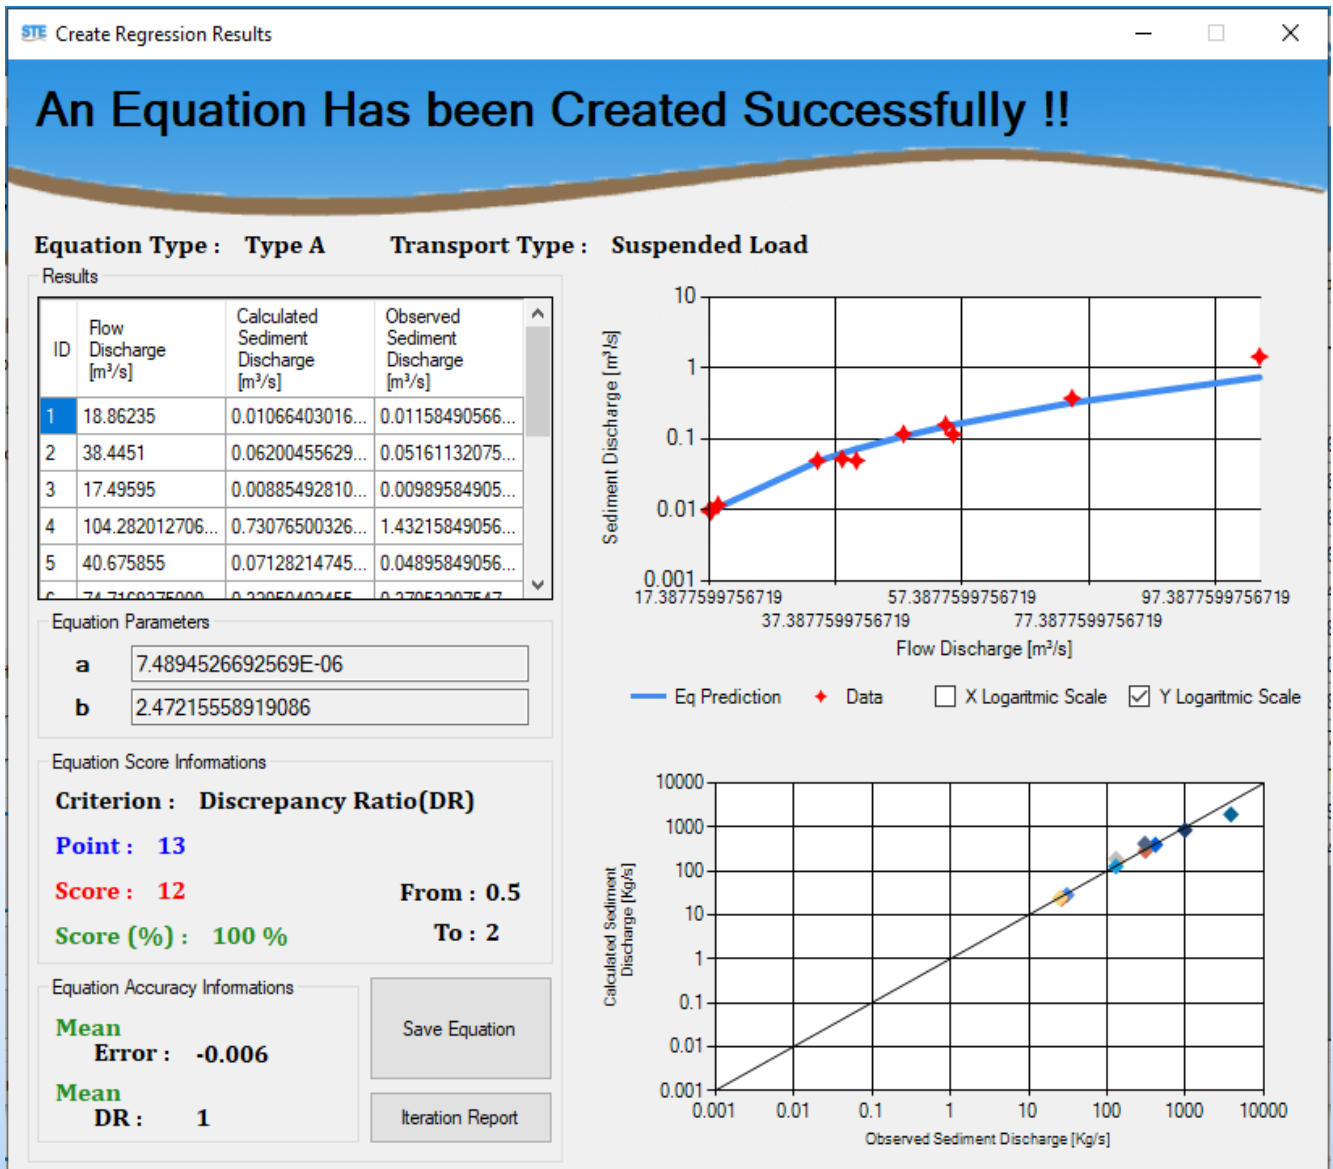 STE Create Regression Results
An Equation Has been Created Successfully !!
Equation Type : Type A Transport Type : Suspended Load
Results
ID Flow Discharge [m³/s] Calculated Sediment Discharge [m³/s] Observed Sediment Discharge [m³/s]
1 18.86235 0.01066403016... 0.01158490566...
2 38.4451 0.06200455629... 0.05161132075...
3 17.49595 0.00885492810... 0.00989584905...
4 104.282012706... 0.73076500326... 1.43215849056...
5 40.675855 0.07128214745... 0.04895849056...
Equation Parameters
a 7.4894526692569E-06
b 2.47215558919086
Equation Score Informations
Criterion : Discrepancy Ratio(DR)
Point : 13
Score : 12 From : 0.5
Score (%) : 100 % To : 2
Equation Accuracy Informations
Mean
Error : -0.006
Mean
DR : 1
Save Equation
Iteration Report
Sediment Discharge [m³/s]
10
1
0.1
0.01
0.001
17.3877599756719 57.3877599756719 97.3877599756719
37.3877599756719 77.3877599756719
Flow Discharge [m³/s]
Eq Prediction Data X Logaritmic Scale Y Logaritmic Scale
Calculated Sediment
Discharge [Kg/s]
10000
1000
100
10
1
0.1
0.01
0.001
0.001 0.01 0.1 1 10 100 1000 10000
Observed Sediment Discharge [Kg/s]